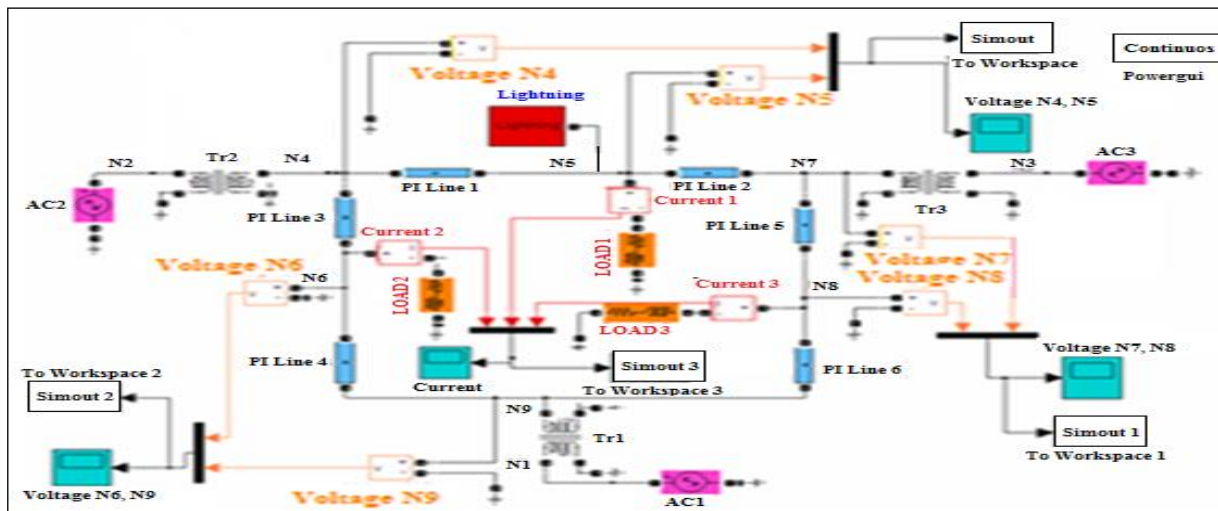 Simout
To Workspace
Continuos
Powergui
Voltage N4
Voltage N5
Lightning
Voltage N4, N5
N2
Tr2
N4
N5
N7
N3
AC3
AC2
PI Line 1
PI Line 2
Tr3
PI Line 3
Current 1
PI Line 5
Current 2
LOAD1
Voltage N7
Voltage N6
N6
LOAD2
Current 3
N8
Voltage N8
LOAD 3
PI Line 4
Voltage N7, N8
To Workspace 2
Simout 2
Current
Simout 3
To Workspace 3
PI Line 6
N9
Tr1
Simout 1
To Workspace 1
N1
Voltage N6, N9
Voltage N9
AC1